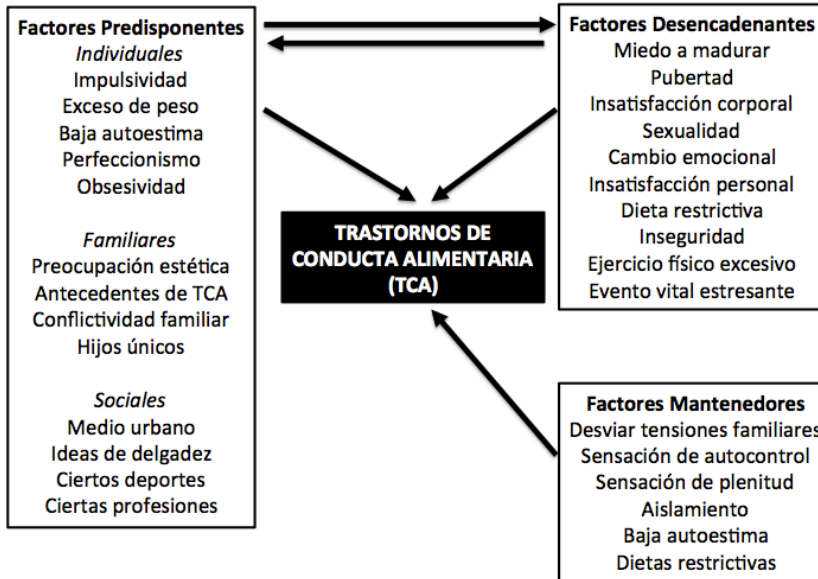 Factores Predisponentes
Individuales
Impulsividad
Exceso de peso
Baja autoestima
Perfeccionismo
Obsesividad
Familiares
Preocupación estética
Antecedentes de TCA
Conflictividad familiar
Hijos únicos
Sociales
Medio urbano
Ideas de delgadez
Ciertos deportes
Ciertas profesiones
TRASTORNOS DE
CONDUCTA ALIMENTARIA
(TCA)
Factores Desencadenantes
Miedo a madurar
Pubertad
Insatisfacción corporal
Sexualidad
Cambio emocional
Insatisfacción personal
Dieta restrictiva
Inseguridad
Ejercicio físico excesivo
Evento vital estresante
Factores Mantenedores
Desviar tensiones familiares
Sensación de autocontrol
Sensación de plenitud
Aislamiento
Baja autoestima
Dietas restrictivas